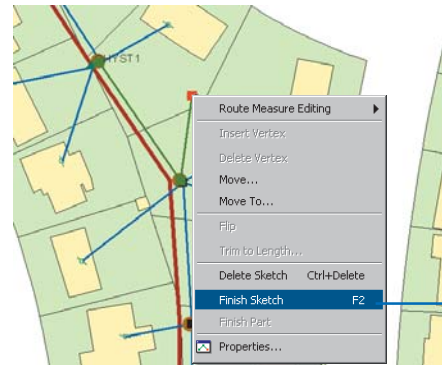 HYST1
Route Measure Editing
Insert Vertex
Delete Vertex
Move...
Move To...
Flip
Trim to Length...
Delete Sketch Ctrl+Delete
Finish Sketch F2
Finish Part
Properties...